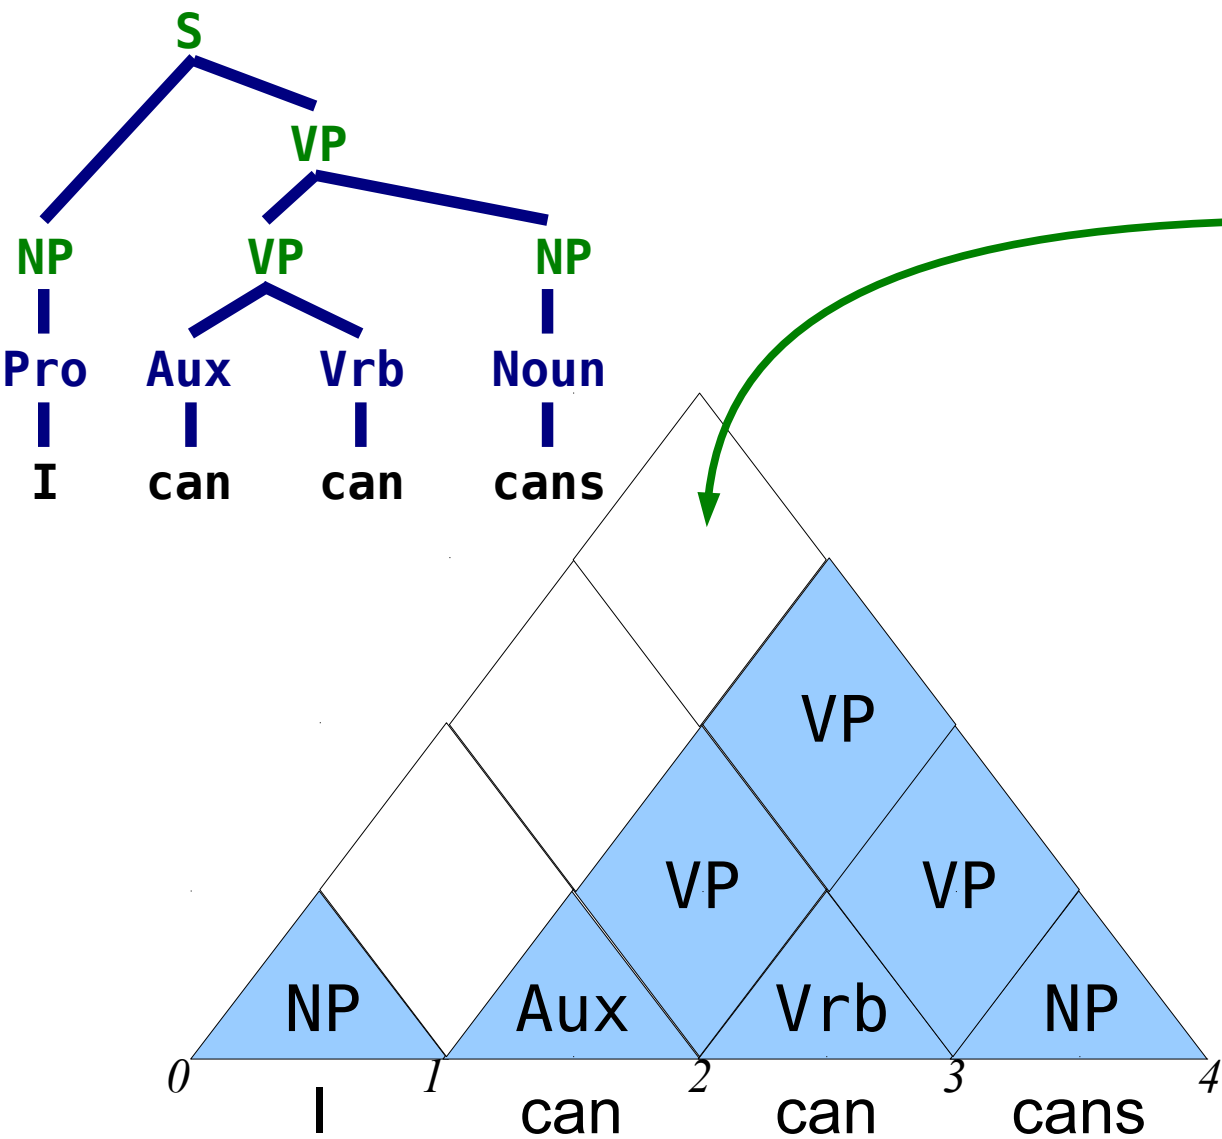 S
VP
NP VP NP
Pro Aux Vrb Noun
I can can cans
VP
VP VP
NP Aux Vrb NP
0 1 2 3 4
I can can cans